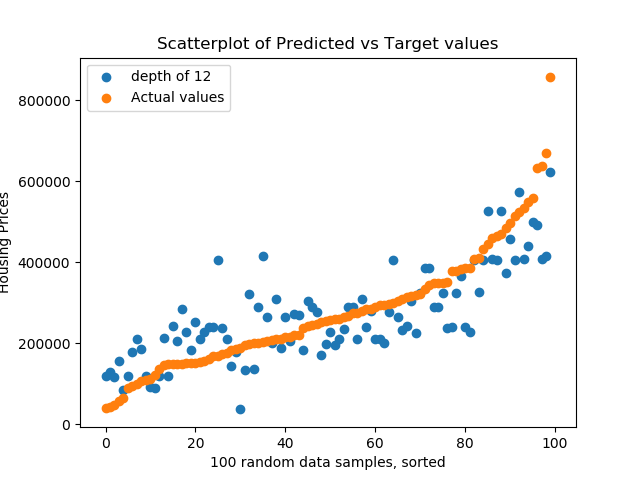 Scatterplot of Predicted vs Target values
depth of 12
Actual values
800000
600000
400000
200000
0
Housing Prices
0 20 40 60 80 100
100 random data samples, sorted